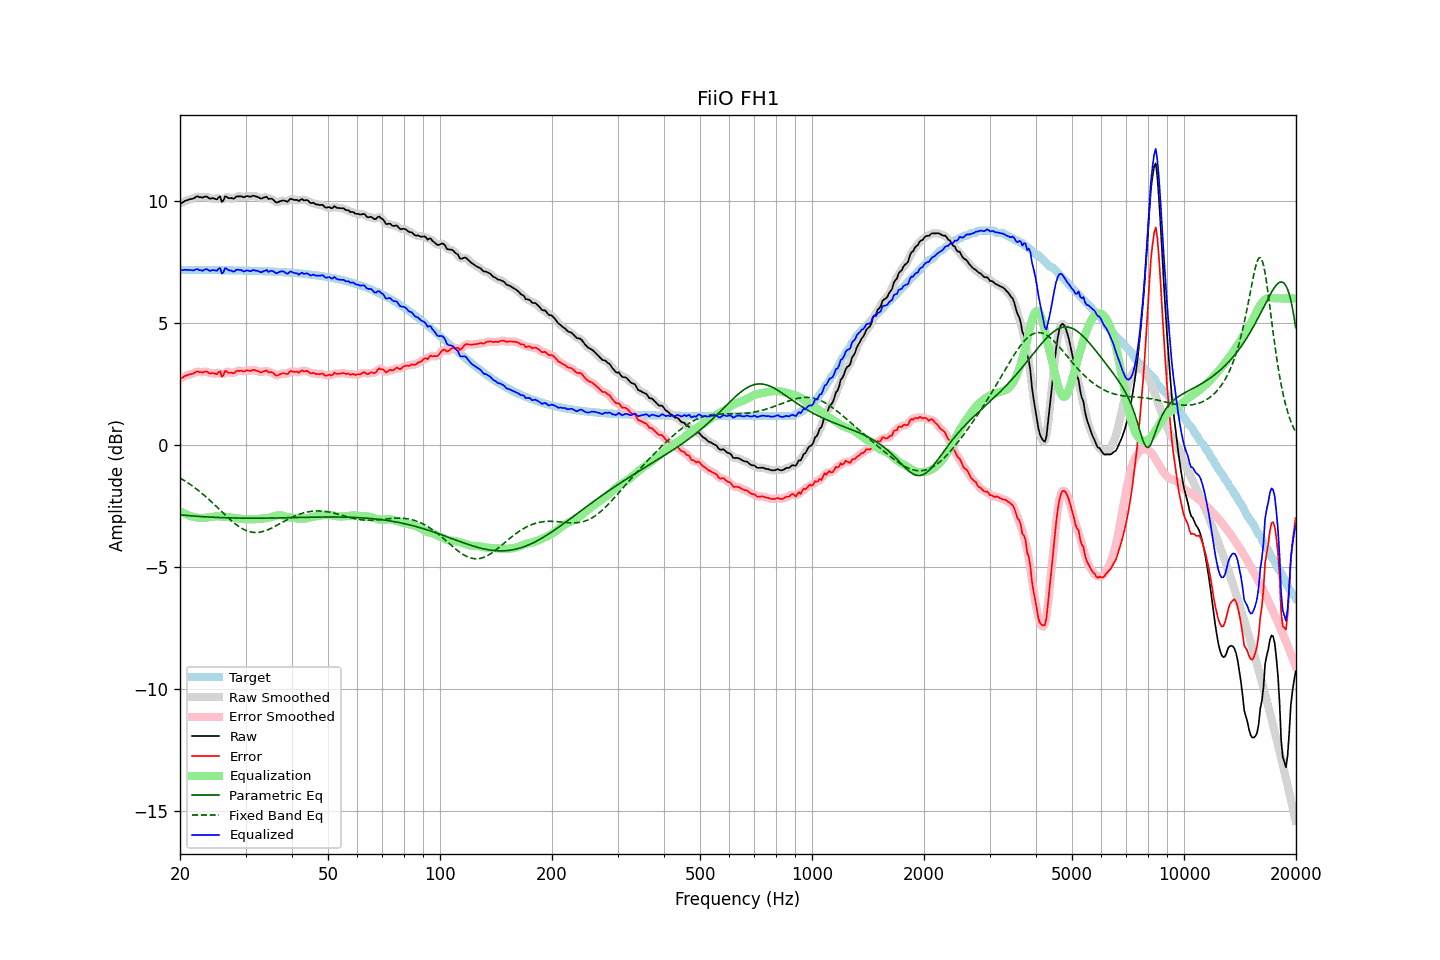 FiiO FH1
Amplitude (dBr)
10
5
0
−5
−10
−15
Target
Raw Smoothed
Error Smoothed
Raw
Error
Equalization
Parametric Eq
Fixed Band Eq
Equalized
20 50 100 200 500 1000 2000 5000 10000 20000
Frequency (Hz)